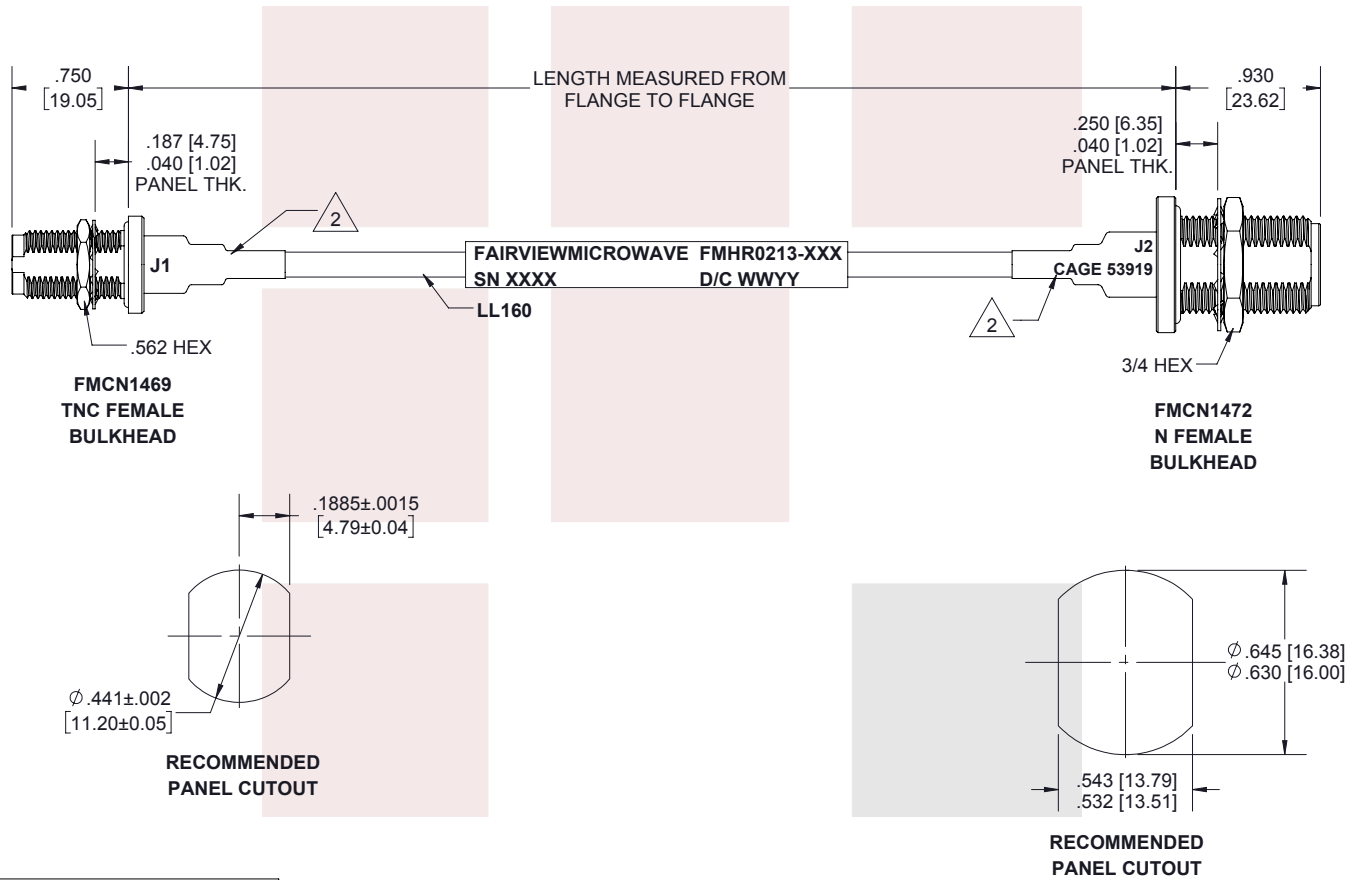 .750
[19.05]
LENGTH MEASURED FROM
FLANGE TO FLANGE
.930
[23.62]
.187 [4.75]
.040 [1.02]
PANEL THK.
.250 [6.35]
.040 [1.02]
PANEL THK.
2
J1
FAIRVIEWMICROWAVE FMHR0213-XXX
SN XXXX D/C WWYY
J2
CAGE 53919
LL160
2
.562 HEX
3/4 HEX
FMCN1469
TNC FEMALE
BULKHEAD
FMCN1472
N FEMALE
BULKHEAD
.1885±.0015
[4.79±0.04]
⌀.441±.002
[11.20±0.05]
RECOMMENDED
PANEL CUTOUT
⌀.645 [16.38]
⌀.630 [16.00]
.543 [13.79]
.532 [13.51]
RECOMMENDED
PANEL CUTOUT